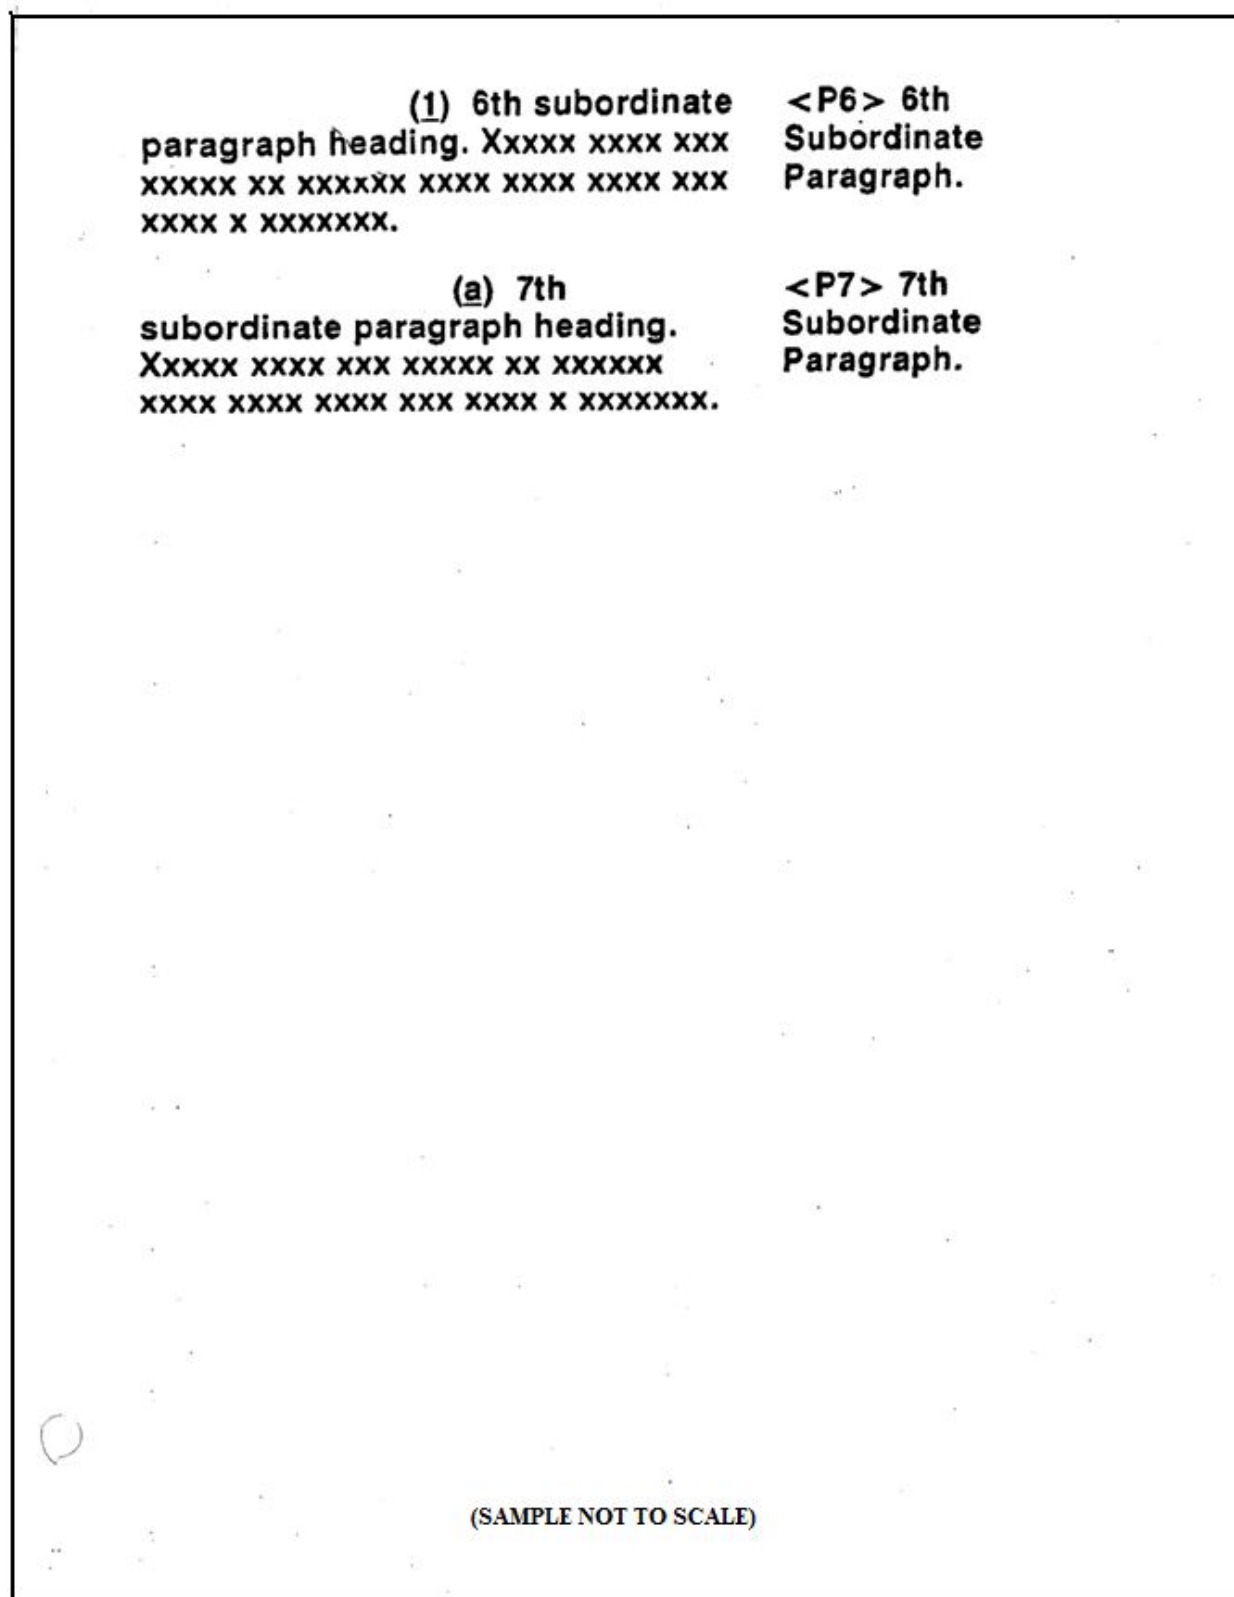 (1) 6th subordinate
paragraph heading. Xxxxx xxxx xxx
xxxxx xx xxxxxx xxxx xxxx xxxx xxx
xxxx x xxxxxxx.
<P6> 6th
Subordinate
Paragraph.
(a) 7th
subordinate paragraph heading.
Xxxxxx xxxx xxx xxxxx xx xxxxxx
xxxx xxxx xxxx xxx xxxx x xxxxxxx.
<P7> 7th
Subordinate
Paragraph.
(SAMPLE NOT TO SCALE)